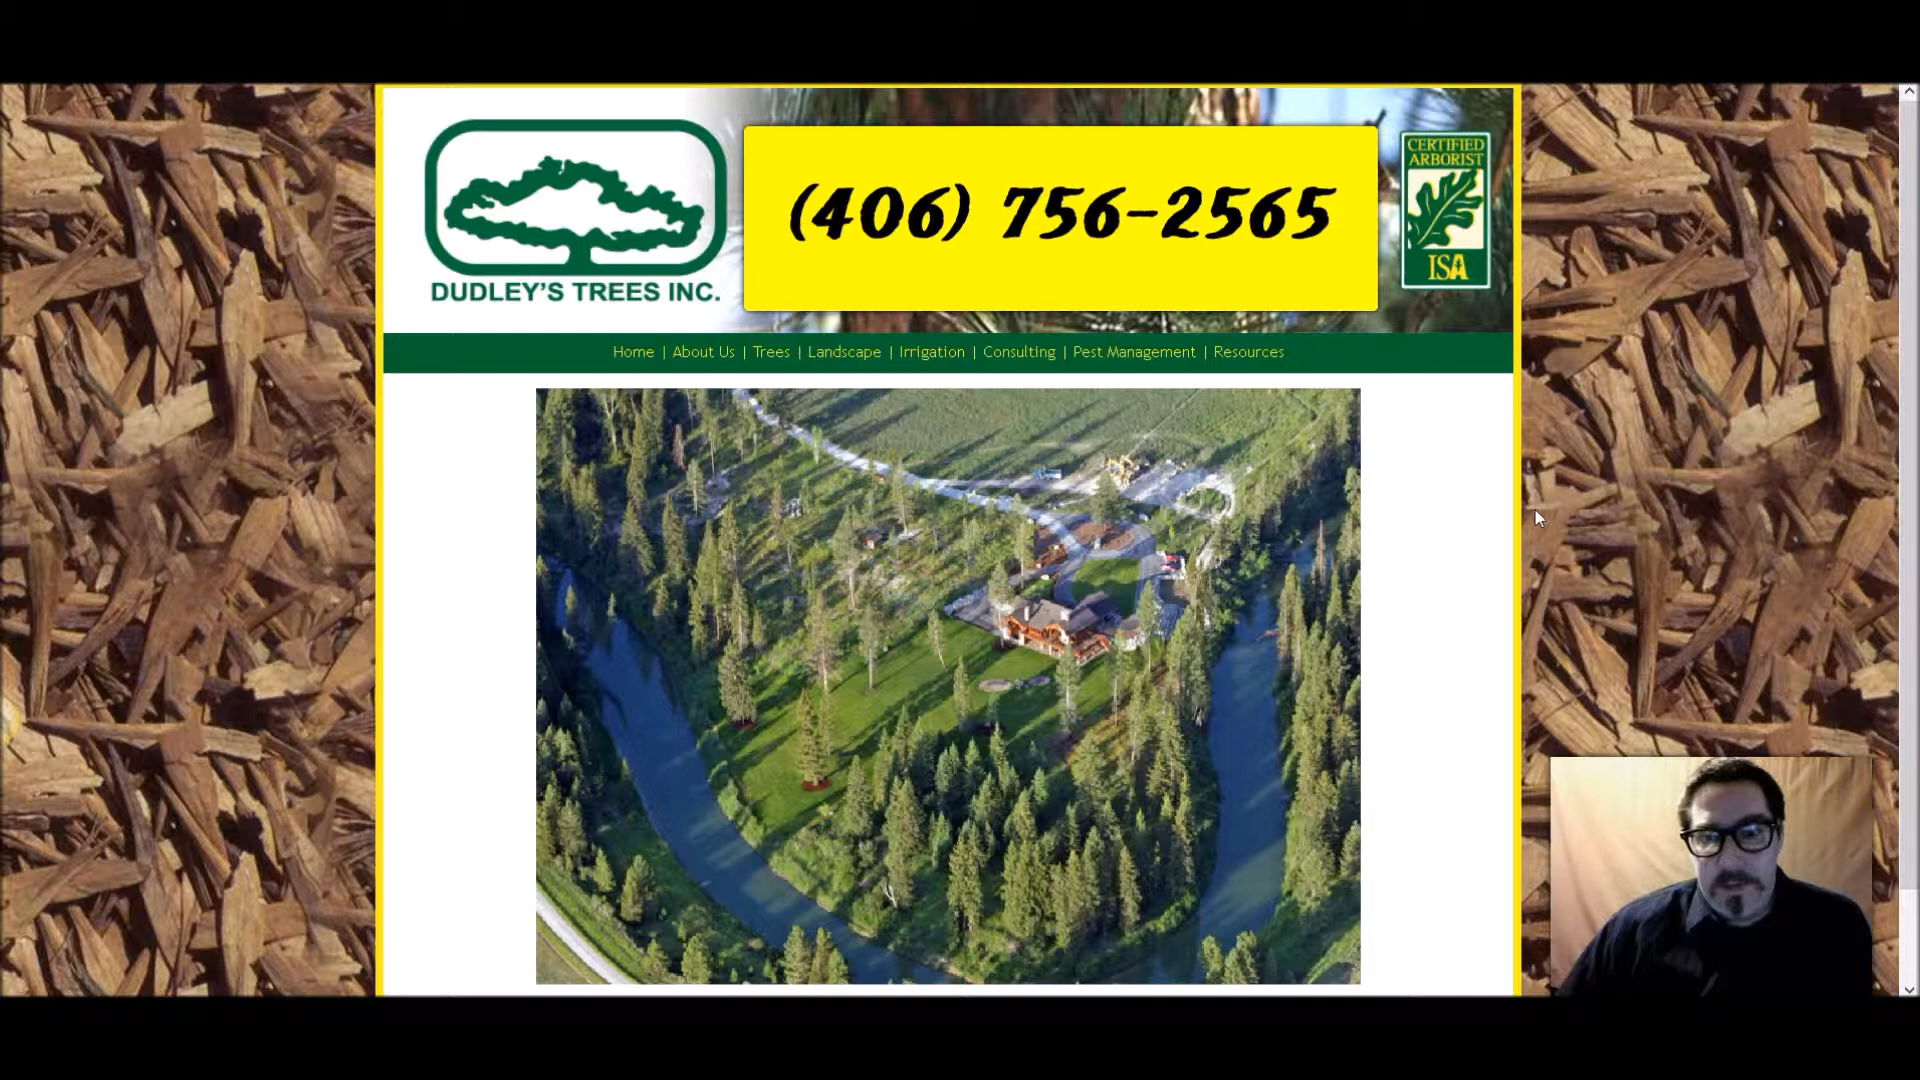 DUDLEY'S TREES INC.
(406) 756-2565
CERTIFIED
ARBORIST
ISA
Home | About Us | Trees | Landscape | Irrigation | Consulting | Pest Management | Resources